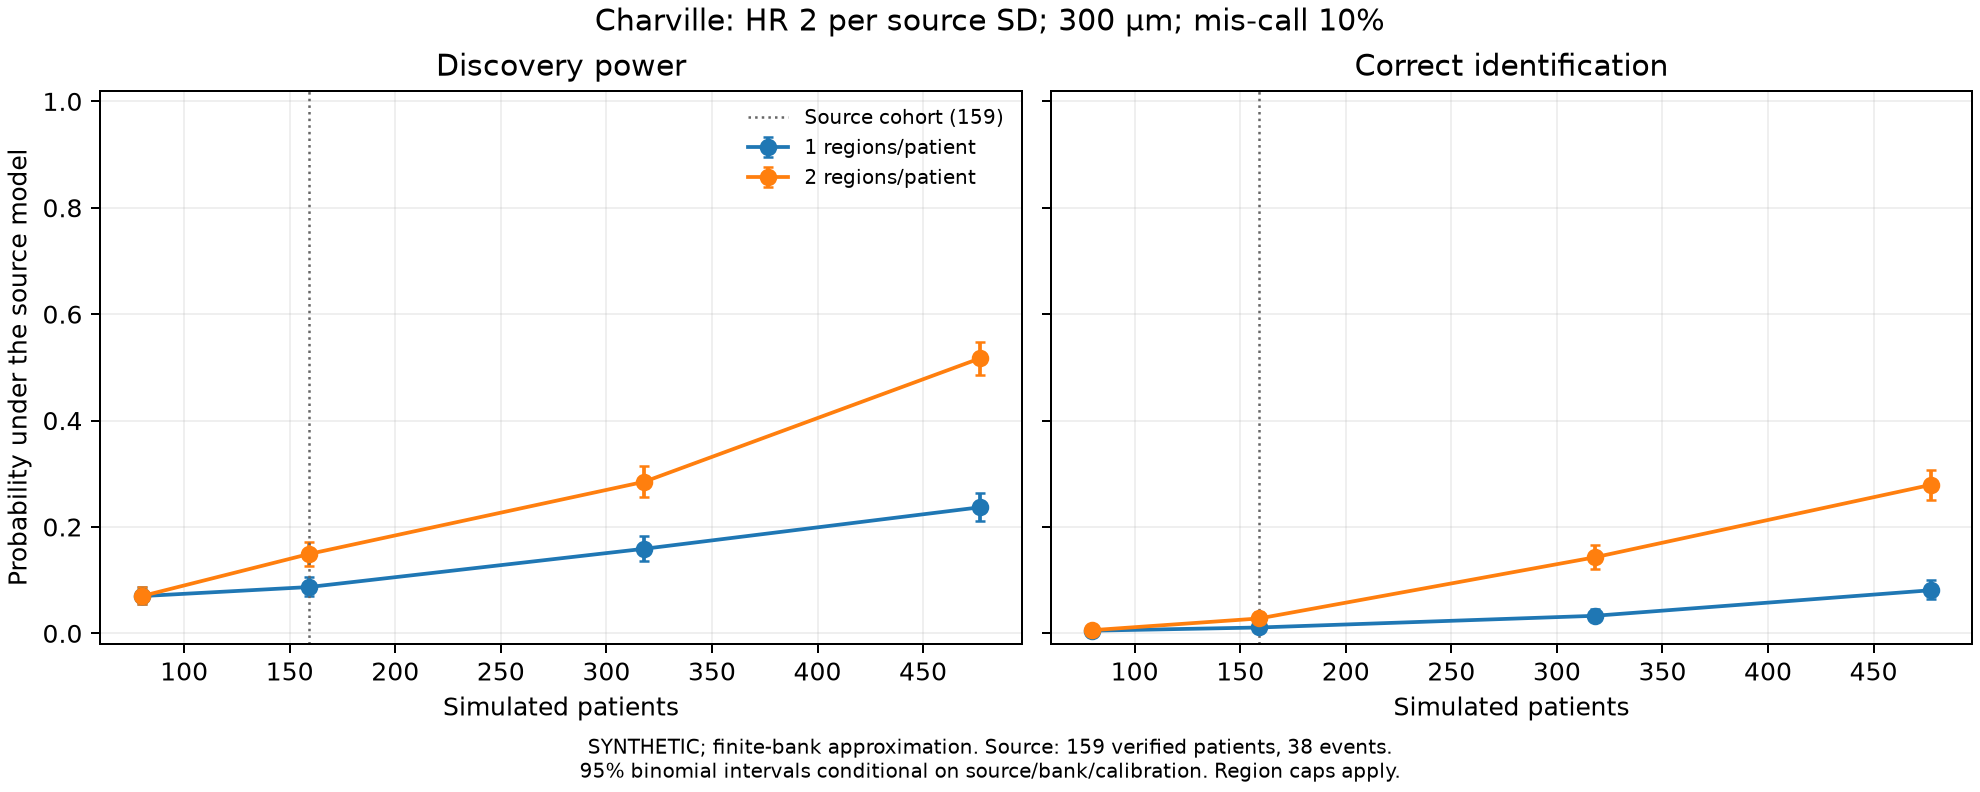 Charville: HR 2 per source SD; 300 µm; mis-call 10%
Discovery power
Correct identification
Probability under the source model
1.0
0.8
0.6
0.4
0.2
0.0
Source cohort (159)
1 regions/patient
2 regions/patient
100 150 200 250 300 350 400 450
100 150 200 250 300 350 400 450
Simulated patients
Simulated patients
SYNTHETIC; finite-bank approximation. Source: 159 verified patients, 38 events.
95% binomial intervals conditional on source/bank/calibration. Region caps apply.